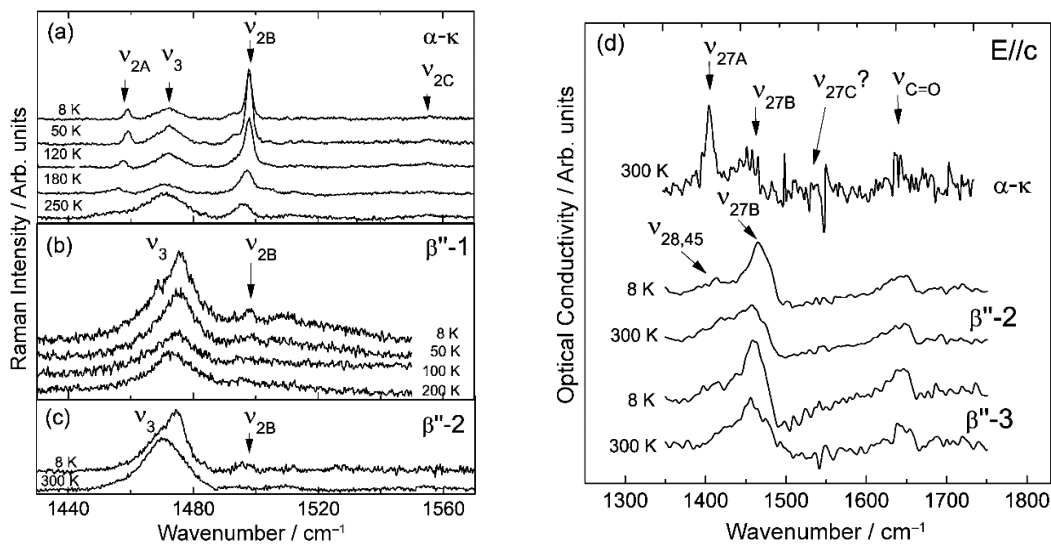 (a)
α-κ
ν2A
ν3
ν2B
ν2C
8 K
50 K
120 K
180 K
250 K
(b)
β''-1
ν3
ν2B
8 K
50 K
100 K
200 K
(c)
β''-2
ν3
ν2B
8 K
300 K
1440 1480 1520 1560
Wavenumber / cm⁻¹
Raman Intensity / Arb. units
(d)
E//c
ν27A
ν27B
ν27C ?
νC=O
300 K
α-κ
ν27B
ν28,45
8 K
β''-2
300 K
8 K
β''-3
300 K
1300 1400 1500 1600 1700 1800
Wavenumber / cm⁻¹
Optical Conductivity / Arb. units